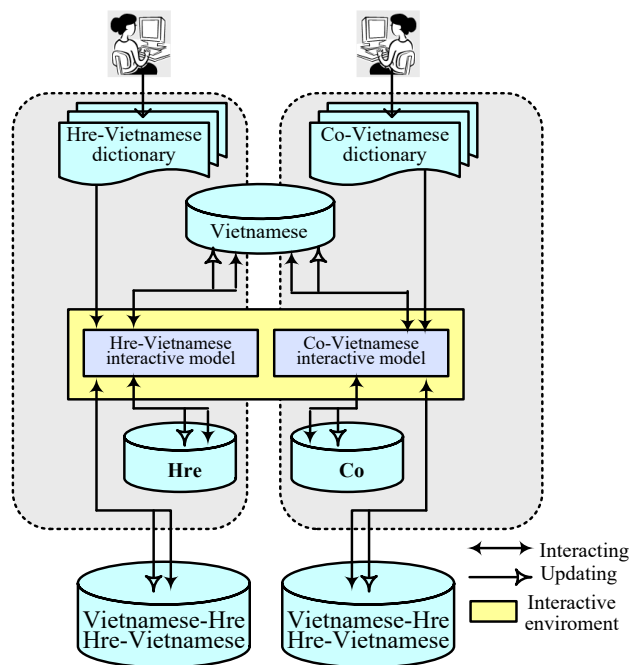 Hre-Vietnamese
dictionary
Co-Vietnamese
dictionary
Vietnamese
Hre-Vietnamese
interactive model
Co-Vietnamese
interactive model
Hre
Co
Interacting
Updating
Interactive
enviroment
Vietnamese-Hre
Hre-Vietnamese
Vietnamese-Hre
Hre-Vietnamese